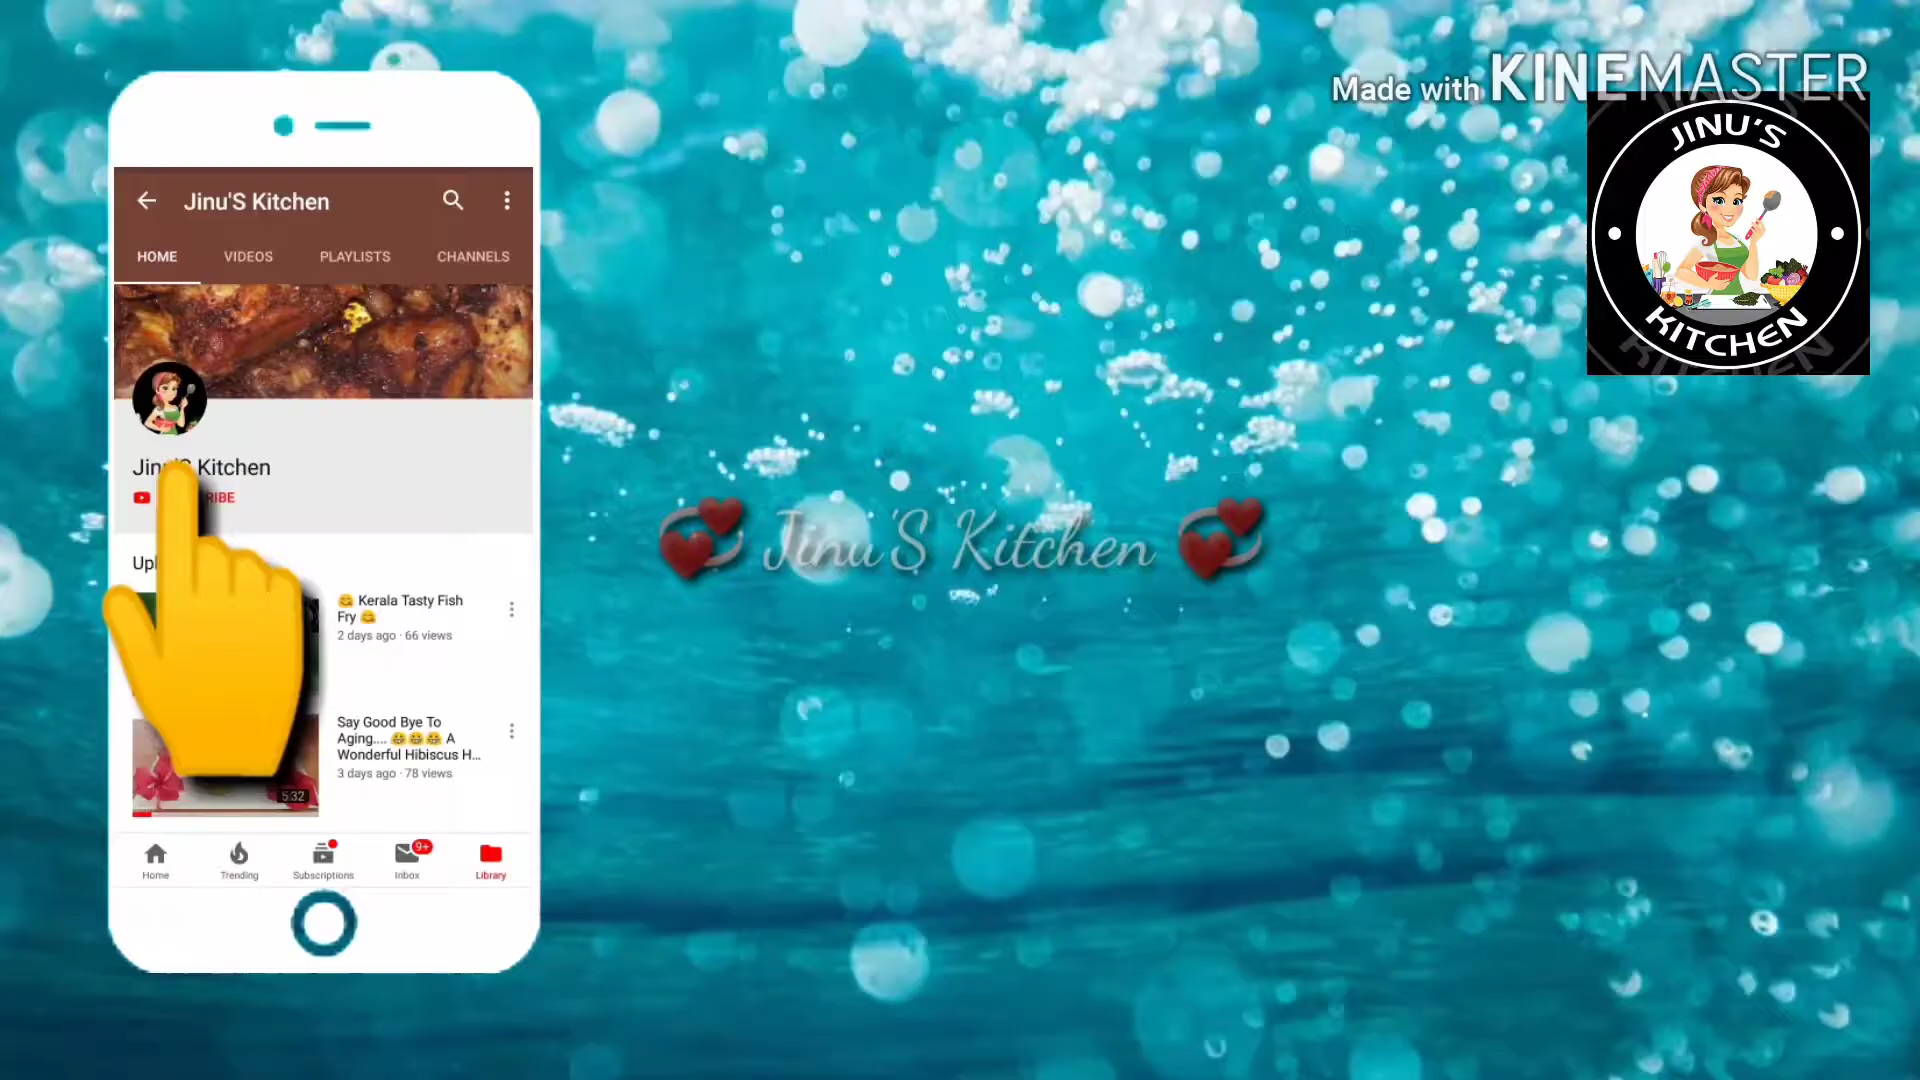 Made with KINEMASTER
JINU'S
KITCHEN
Jinu'S Kitchen
HOME VIDEOS PLAYLISTS CHANNELS
Kitchen
😋 Kerala Tasty Fish
Fry 😋
2 days ago · 66 views
Say Good Bye To
Aging.... 😂😂😂 A
Wonderful Hibiscus H...
3 days ago · 78 views
5:32
9+
Home Trending Subscriptions Inbox Library
💞 Jinu'S Kitchen 💞